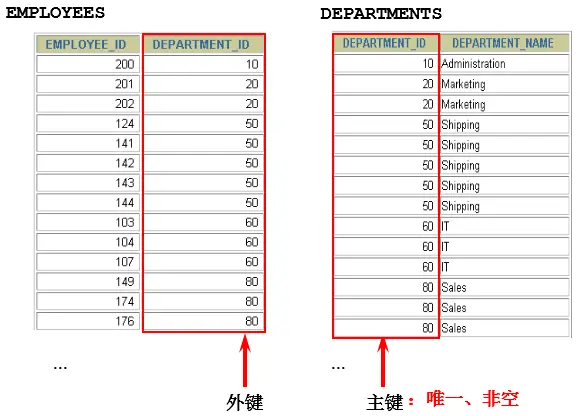 EMPLOYEES
EMPLOYEE_ID DEPARTMENT_ID
200 10
201 20
202 20
124 50
141 50
142 50
143 50
144 50
103 60
104 60
107 60
149 80
174 80
176 80
...
外键
DEPARTMENTS
DEPARTMENT_ID DEPARTMENT_NAME
10 Administration
20 Marketing
20 Marketing
50 Shipping
50 Shipping
50 Shipping
50 Shipping
50 Shipping
60 IT
60 IT
60 IT
80 Sales
80 Sales
80 Sales
...
主键：唯一、非空